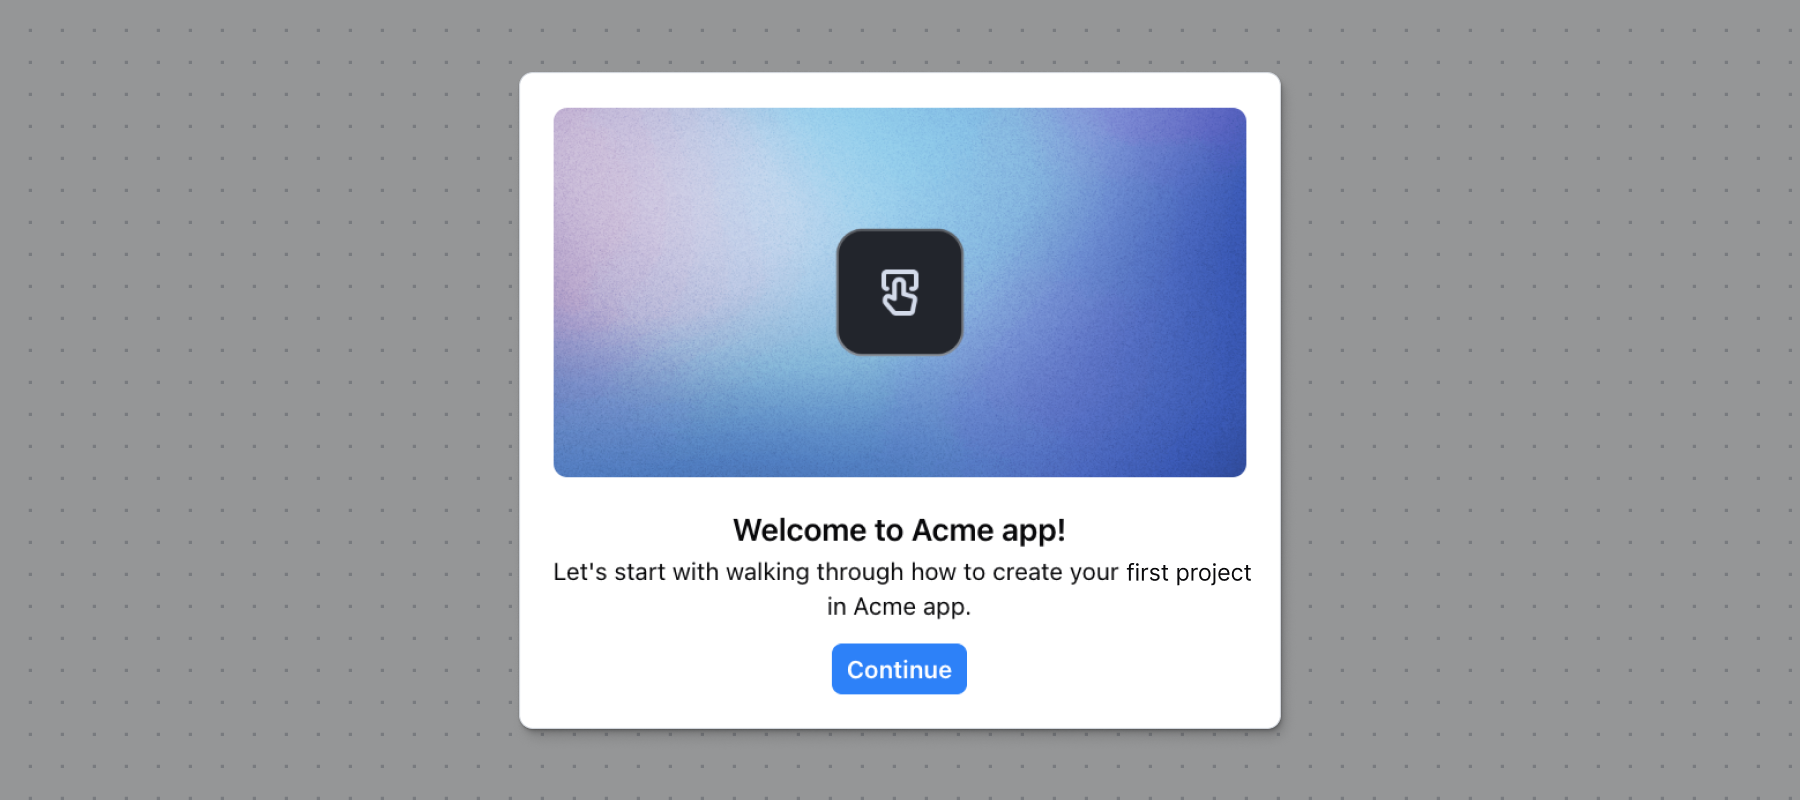 Welcome to Acme app!
Let's start with walking through how to create your first project
in Acme app.
Continue